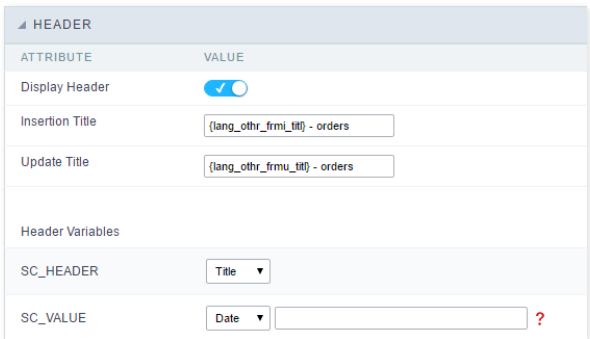 HEADER
ATTRIBUTE VALUE
Display Header
Insertion Title {lang_othr_frmi_titl} - orders
Update Title {lang_othr_frmu_titl} - orders
Header Variables
SC_HEADER Title
SC_VALUE Date ?